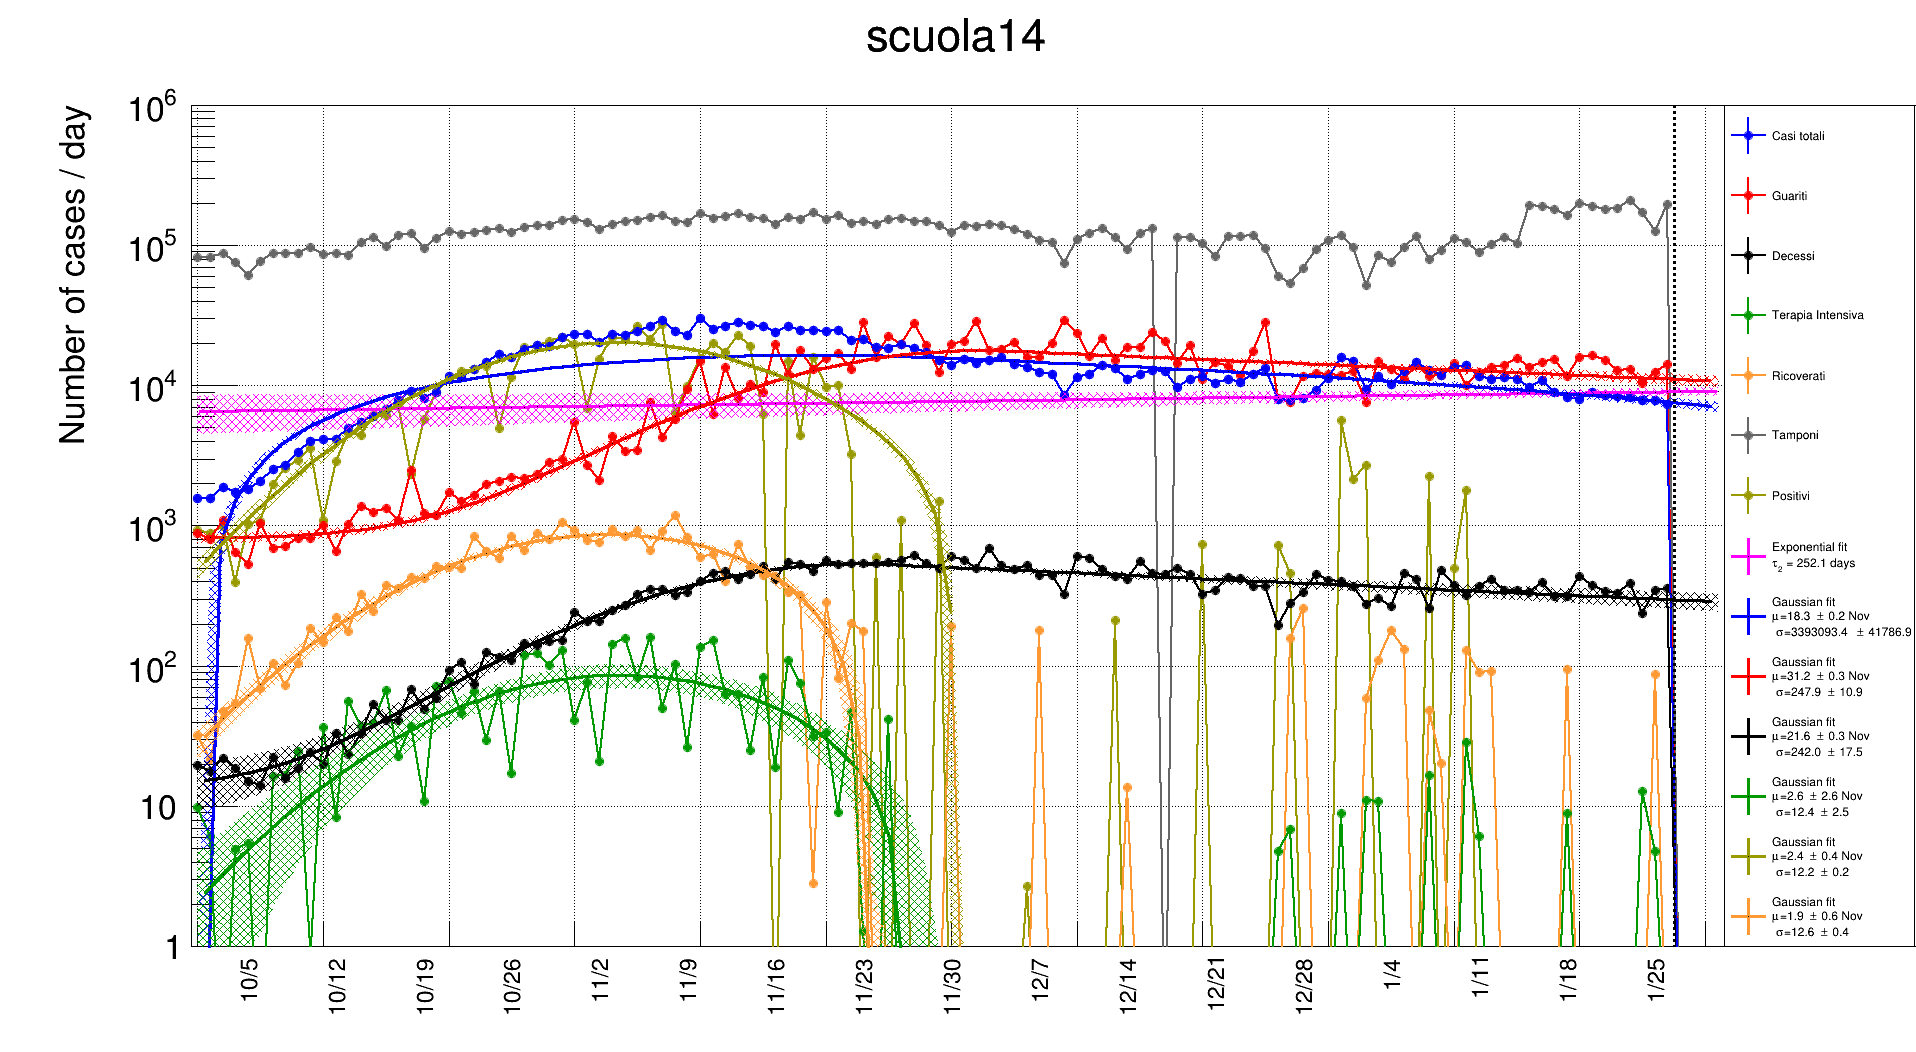 scuola14
Number of cases / day
10^6
10^5
10^4
10^3
10^2
10
1
10/5
10/12
10/19
10/26
11/2
11/9
11/16
11/23
11/30
12/7
12/14
12/21
12/28
1/4
1/11
1/18
1/25
Casi totali
Guariti
Decessi
Terapia Intensiva
Ricoverati
Tamponi
Positivi
Exponential fit
τ₂ = 252.1 days
Gaussian fit
μ=18.3 ± 0.2 Nov
σ=3393093.4 ± 41786.9
Gaussian fit
μ=31.2 ± 0.3 Nov
σ=247.9 ± 10.9
Gaussian fit
μ=21.6 ± 0.3 Nov
σ=242.0 ± 17.5
Gaussian fit
μ=2.6 ± 2.6 Nov
σ=12.4 ± 2.5
Gaussian fit
μ=2.4 ± 0.4 Nov
σ=12.2 ± 0.2
Gaussian fit
μ=1.9 ± 0.6 Nov
σ=12.6 ± 0.4